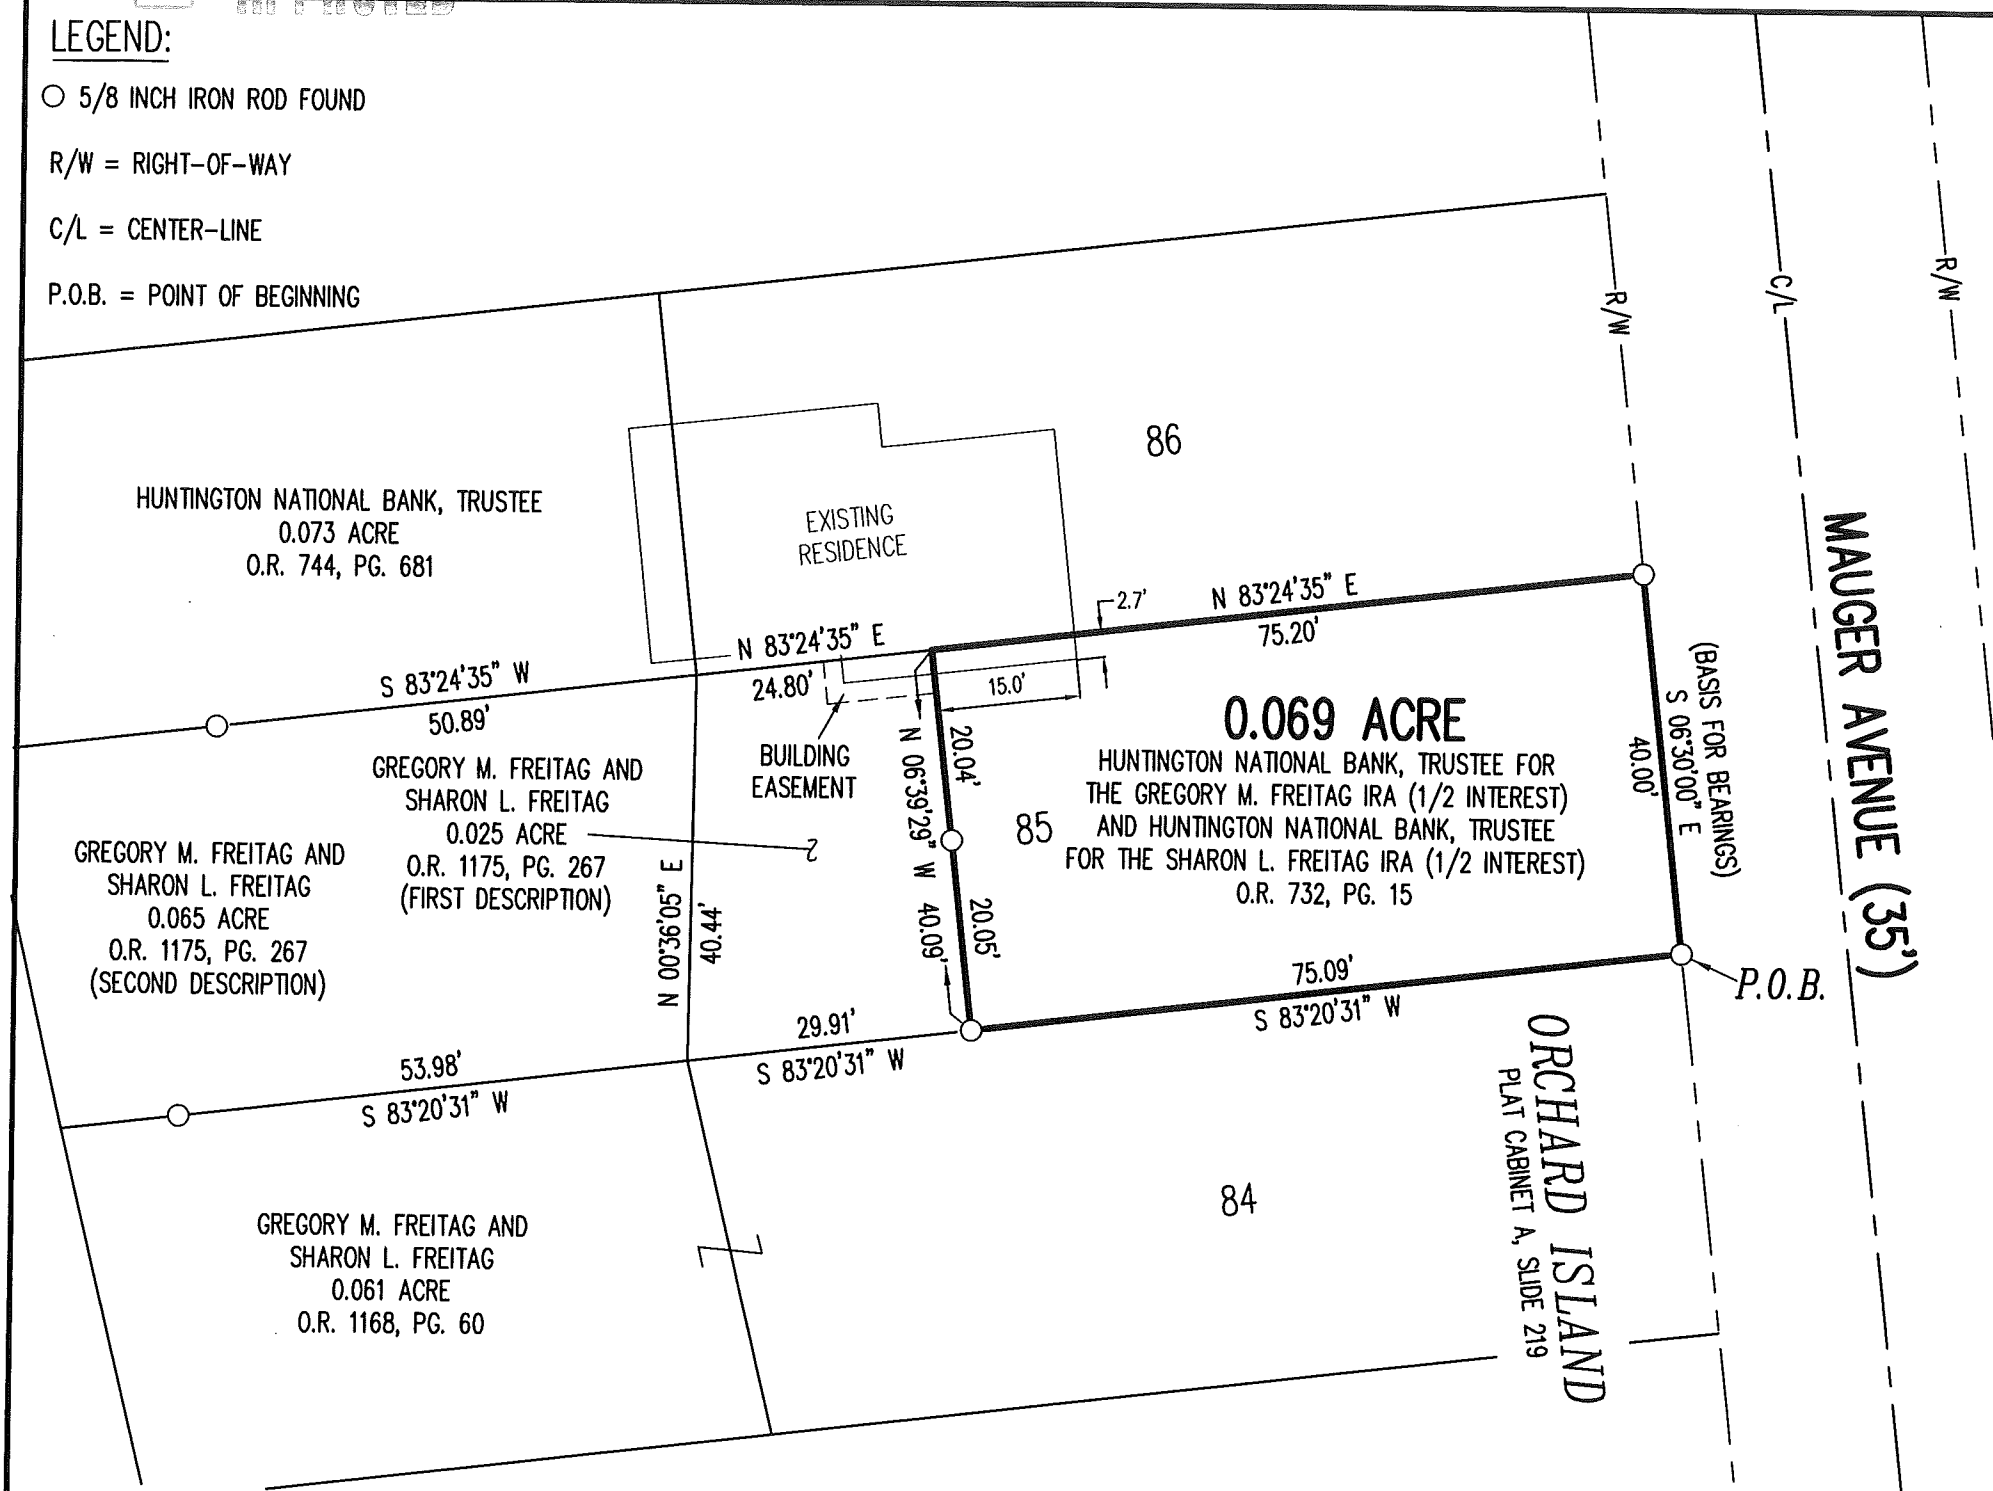 LEGEND:
5/8 INCH IRON ROD FOUND
R/W = RIGHT-OF-WAY
C/L = CENTER-LINE
P.O.B. = POINT OF BEGINNING
R/W
C/L
R/W
86
HUNTINGTON NATIONAL BANK, TRUSTEE
0.073 ACRE
O.R. 744, PG. 681
EXISTING
RESIDENCE
MAUGER AVENUE (35')
2.7'
N 83°24'35" E
75.20'
N 83°24'35" E
24.80'
S 83°24'35" W
50.89'
15.0'
(BASIS FOR BEARINGS)
S 06°30'00" E
40.00'
0.069 ACRE
HUNTINGTON NATIONAL BANK, TRUSTEE FOR
THE GREGORY M. FREITAG IRA (1/2 INTEREST)
AND HUNTINGTON NATIONAL BANK, TRUSTEE
FOR THE SHARON L. FREITAG IRA (1/2 INTEREST)
O.R. 732, PG. 15
85
BUILDING
EASEMENT
N 06°39'29" W 40.09'
20.04'
20.05'
GREGORY M. FREITAG AND
SHARON L. FREITAG
0.025 ACRE
O.R. 1175, PG. 267
(FIRST DESCRIPTION)
GREGORY M. FREITAG AND
SHARON L. FREITAG
0.065 ACRE
O.R. 1175, PG. 267
(SECOND DESCRIPTION)
N 00°36'05" E
40.44'
75.09'
S 83°20'31" W
P.O.B.
29.91'
S 83°20'31" W
53.98'
S 83°20'31" W
ORCHARD ISLAND
PLAT CABINET A, SLIDE 219
84
GREGORY M. FREITAG AND
SHARON L. FREITAG
0.061 ACRE
O.R. 1168, PG. 60